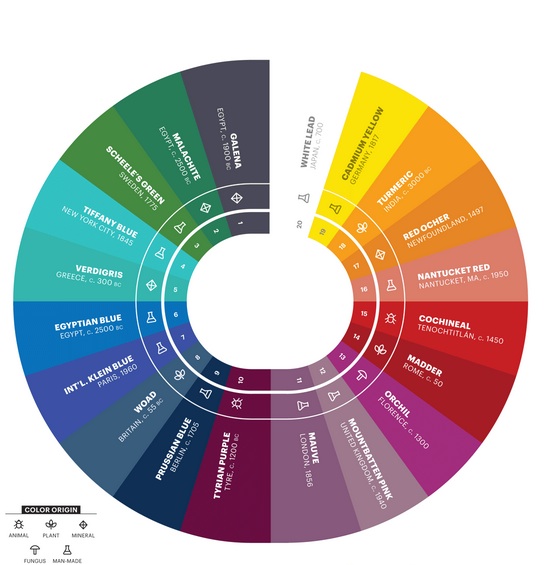 GALENA
EGYPT, c. 1900 BC
1
MALACHITE
EGYPT, c. 2500 BC
2
SCHEELE'S GREEN
SWEDEN, 1775
3
TIFFANY BLUE
NEW YORK CITY, 1845
4
VERDIGRIS
GREECE, c. 300 BC
5
EGYPTIAN BLUE
EGYPT, c. 2500 BC
6
INT'L. KLEIN BLUE
PARIS, 1960
7
WOAD
BRITAIN, c. 55 BC
8
PRUSSIAN BLUE
BERLIN, c. 1705
9
TYRIAN PURPLE
TYRE, c. 1200 BC
10
MAUVE
LONDON, 1856
11
MOUNTBATTEN PINK
UNITED KINGDOM, c. 1940
12
ORCHIL
FLORENCE, c. 1300
13
MADDER
ROME, c. 50
14
COCHINEAL
TENOCHTITLÁN, c. 1450
15
NANTUCKET RED
NANTUCKET, MA, c. 1950
16
RED OCHER
NEWFOUNDLAND, 1497
17
TURMERIC
INDIA, c. 3000 BC
18
CADMIUM YELLOW
GERMANY, 1817
19
WHITE LEAD
JAPAN, c. 700
20
COLOR ORIGIN
ANIMAL PLANT MINERAL
FUNGUS MAN-MADE